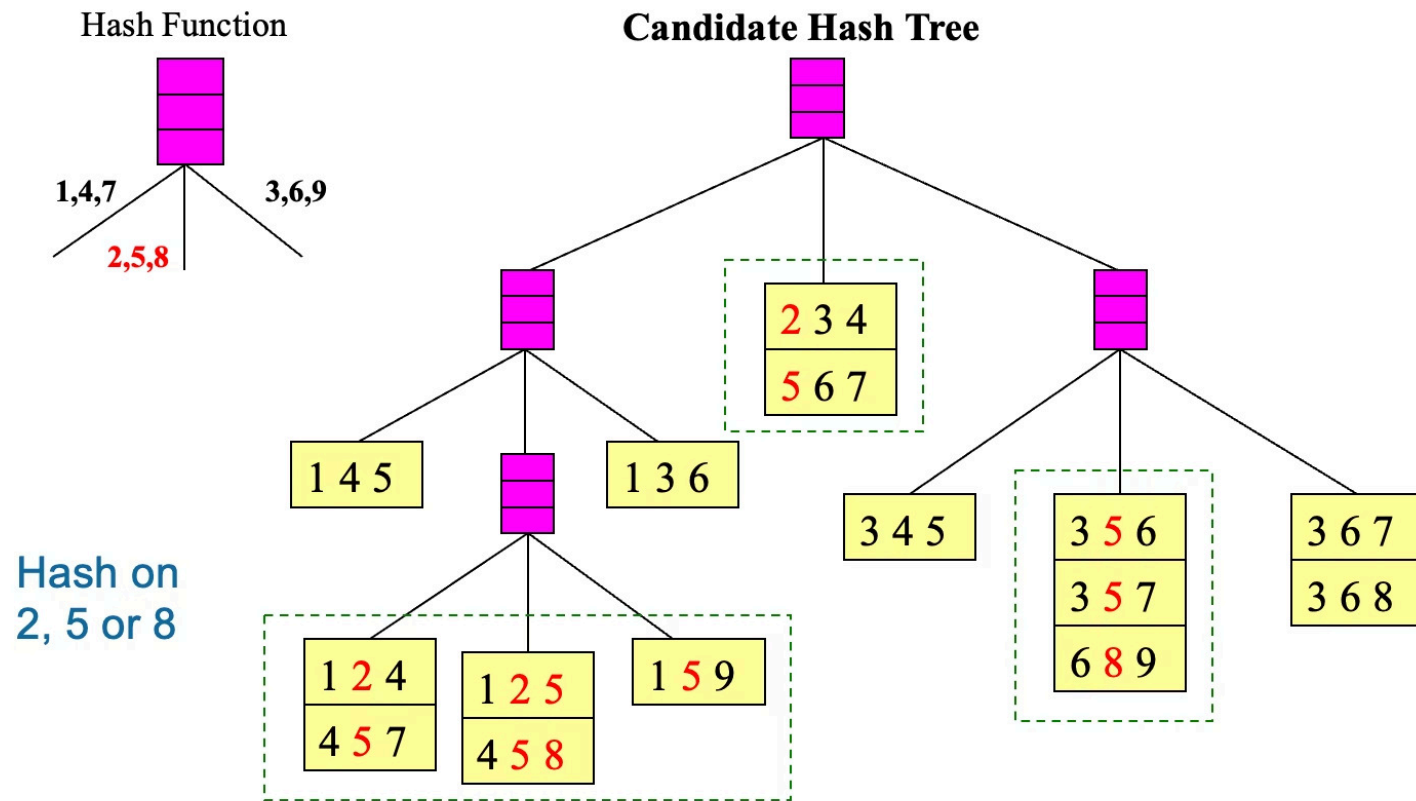 Hash Function
Candidate Hash Tree
1,4,7
3,6,9
2,5,8
2 3 4
5 6 7
1 4 5
1 3 6
3 4 5
3 5 6
3 5 7
6 8 9
3 6 7
3 6 8
Hash on
2, 5 or 8
1 2 4
4 5 7
1 2 5
4 5 8
1 5 9